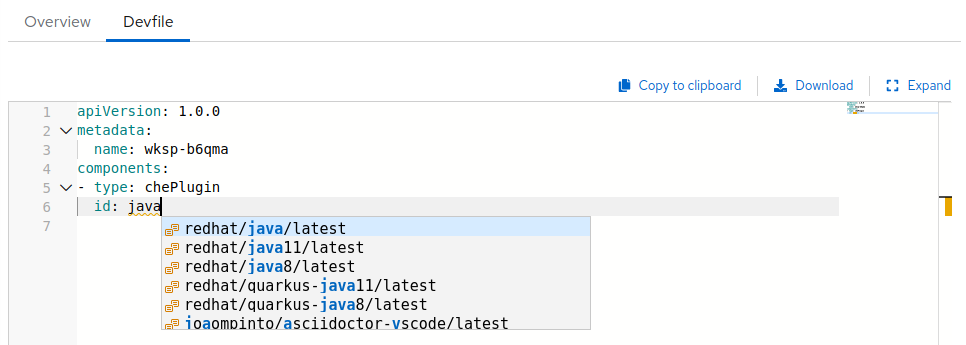 Overview Devfile
Copy to clipboard Download Expand
1 apiVersion: 1.0.0
2 metadata:
3 name: wksp-b6qma
4 components:
5 - type: chePlugin
6 id: java
7
redhat/java/latest
redhat/java11/latest
redhat/java8/latest
redhat/quarkus-java11/latest
redhat/quarkus-java8/latest
joaompinto/asciidoctor-vscode/latest